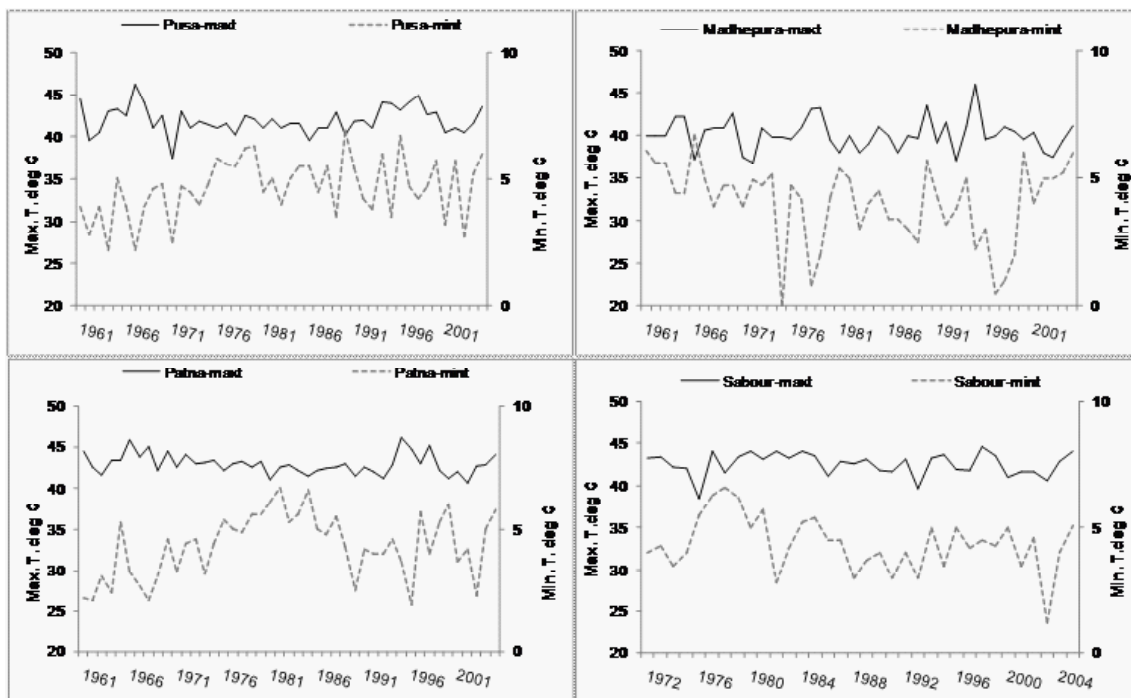 Pusa-maxt Pusa-mint
50 10
45
40
35 5
30
25
20 0
Max. T. deg C
Min. T. deg C
1961 1966 1971 1976 1981 1986 1991 1996 2001
Madhepura-maxt Madhepura-mint
50 10
45
40
35 5
30
25
20 0
Max. T. deg C
Min. T. deg C
1961 1966 1971 1976 1981 1986 1991 1996 2001
Patna-maxt Patna-mint
50 10
45
40
35 5
30
25
20 0
Max. T. deg C
Min. T. deg C
1961 1966 1971 1976 1981 1986 1991 1996 2001
Sabour-maxt Sabour-mint
50 10
45
40
35 5
30
25
20 0
Max. T. deg C
Min. T. deg C
1972 1976 1980 1984 1988 1992 1996 2000 2004